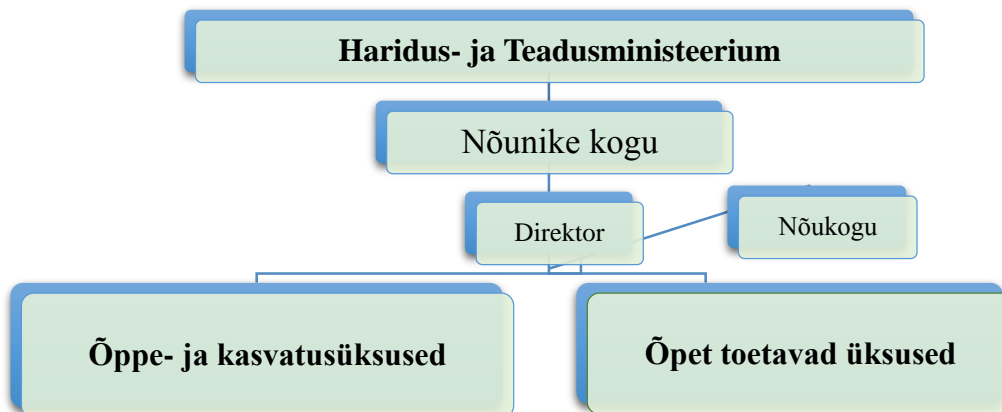 Haridus- ja Teadusministeerium
Nõunike kogu
Direktor
Nõukogu
Õppe- ja kasvatusüksused
Õpet toetavad üksused